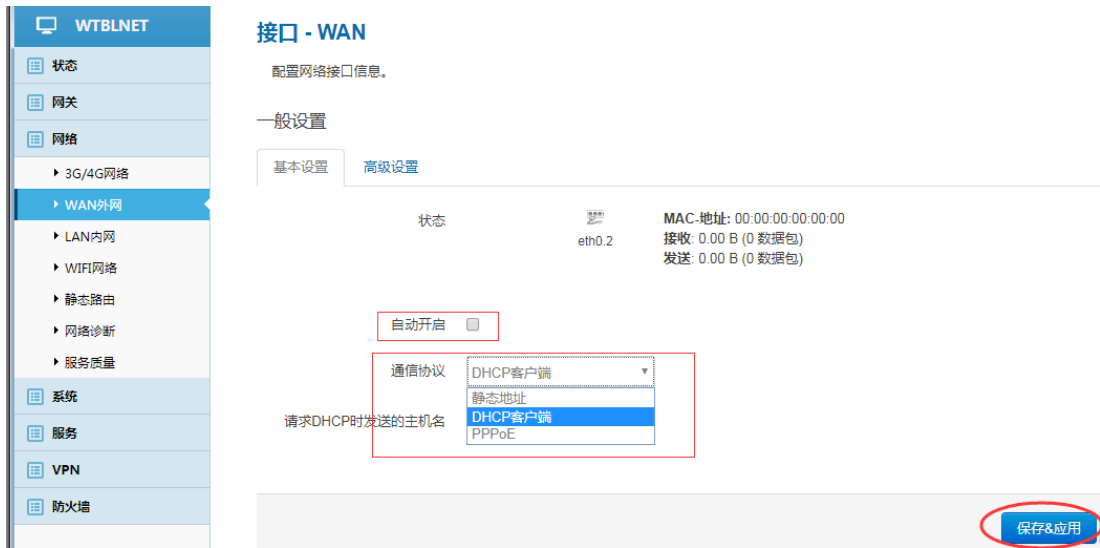 WTBLNET
状态
网关
网络
3G/4G网络
WAN外网
LAN内网
WIFI网络
静态路由
网络诊断
服务质量
系统
服务
VPN
防火墙
接口 - WAN
配置网络接口信息。
一般设置
基本设置 高级设置
状态
eth0.2
MAC-地址: 00:00:00:00:00:00
接收: 0.00 B (0 数据包)
发送: 0.00 B (0 数据包)
自动开启
通信协议 DHCP客户端
静态地址
DHCP客户端
PPPoE
请求DHCP时发送的主机名
保存&应用